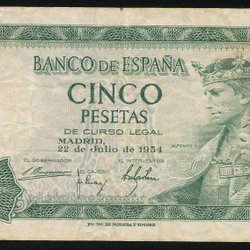 BANCO DE ESPAÑA
CINCO
PESETAS
DE CURSO LEGAL
MADRID,
22 de Julio de 1954
ALFONSO X
EL GOBERNADOR
EL INTERVENTOR
EL CAJERO